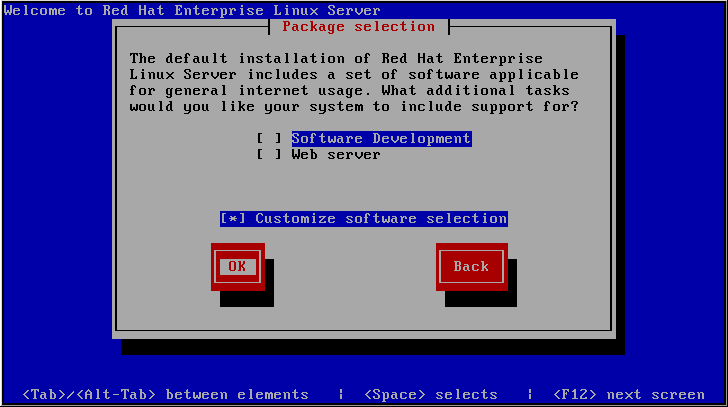 Welcome to Red Hat Enterprise Linux Server
Package selection
The default installation of Red Hat Enterprise
Linux Server includes a set of software applicable
for general internet usage. What additional tasks
would you like your system to include support for?
[ ] Software Development
[ ] Web server
[*] Customize software selection
OK Back
<Tab>/<Alt-Tab> between elements | <Space> selects | <F12> next screen